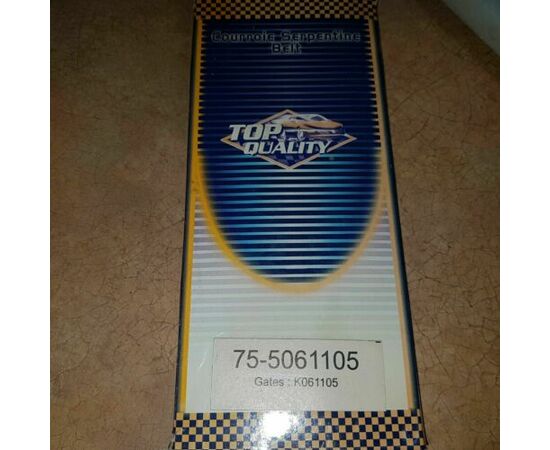 Courroie Serpentine
Belt
TOP
QUALITY
75-5061105
Gates : K061105